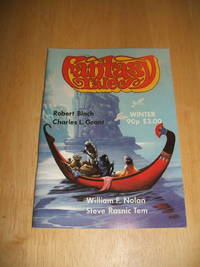 Fantasy
Tales
Robert Bloch
Charles L. Grant
WINTER
90p $3.00
William F. Nolan
Steve Rasnic Tem